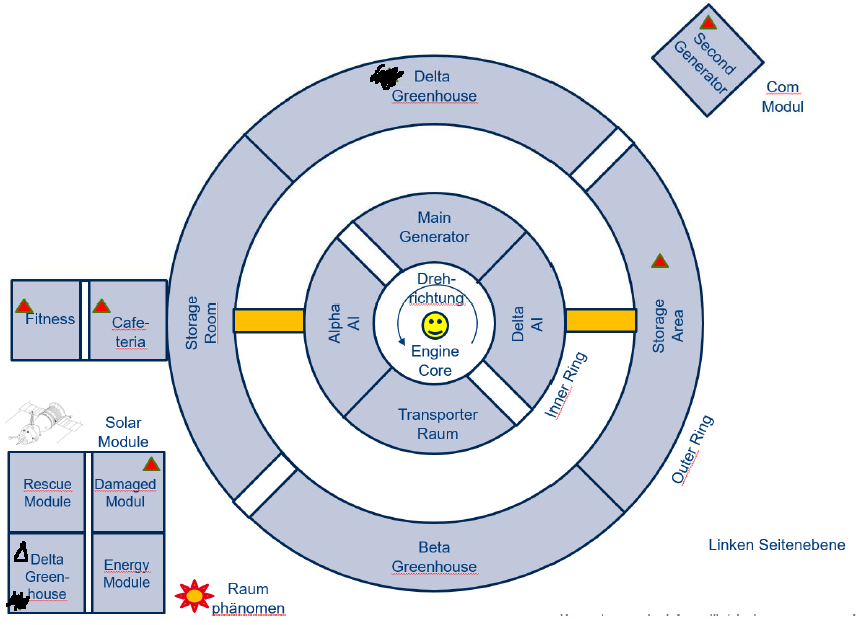 Second
Generator
Com
Modul
Delta
Greenhouse
Main
Generator
Dreh-
richtung
Engine
Core
Alpha
AI
Delta
AI
Transporter
Raum
Inner Ring
Outer Ring
Storage
Room
Storage
Area
Fitness
Cafe-
teria
Solar
Module
Rescue
Module
Damaged
Modul
Delta
Green-
house
Energy
Module
Beta
Greenhouse
Raum
phänomen
Linken Seitenebene